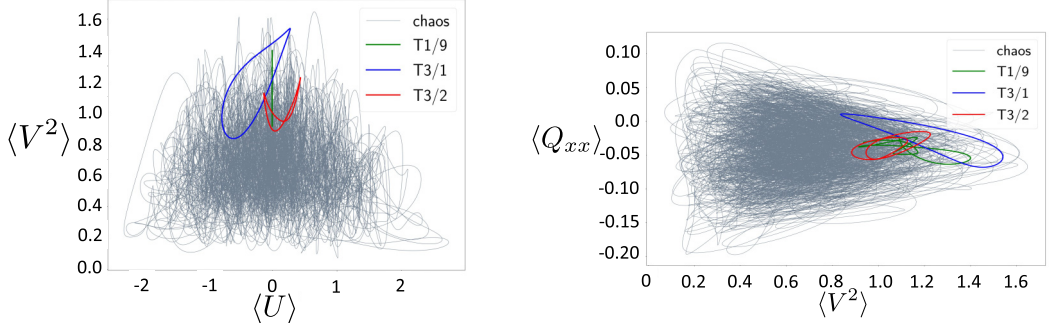 1.6
1.4
1.2
1.0
0.8
0.6
0.4
0.2
0.0
⟨V²⟩
-2 -1 0 1 2
⟨U⟩
chaos
T1/9
T3/1
T3/2
0.10
0.05
0.0
-0.05
-0.10
-0.15
-0.20
⟨Qₓₓ⟩
0 0.2 0.4 0.6 0.8 1.0 1.2 1.4 1.6
⟨V²⟩
chaos
T1/9
T3/1
T3/2